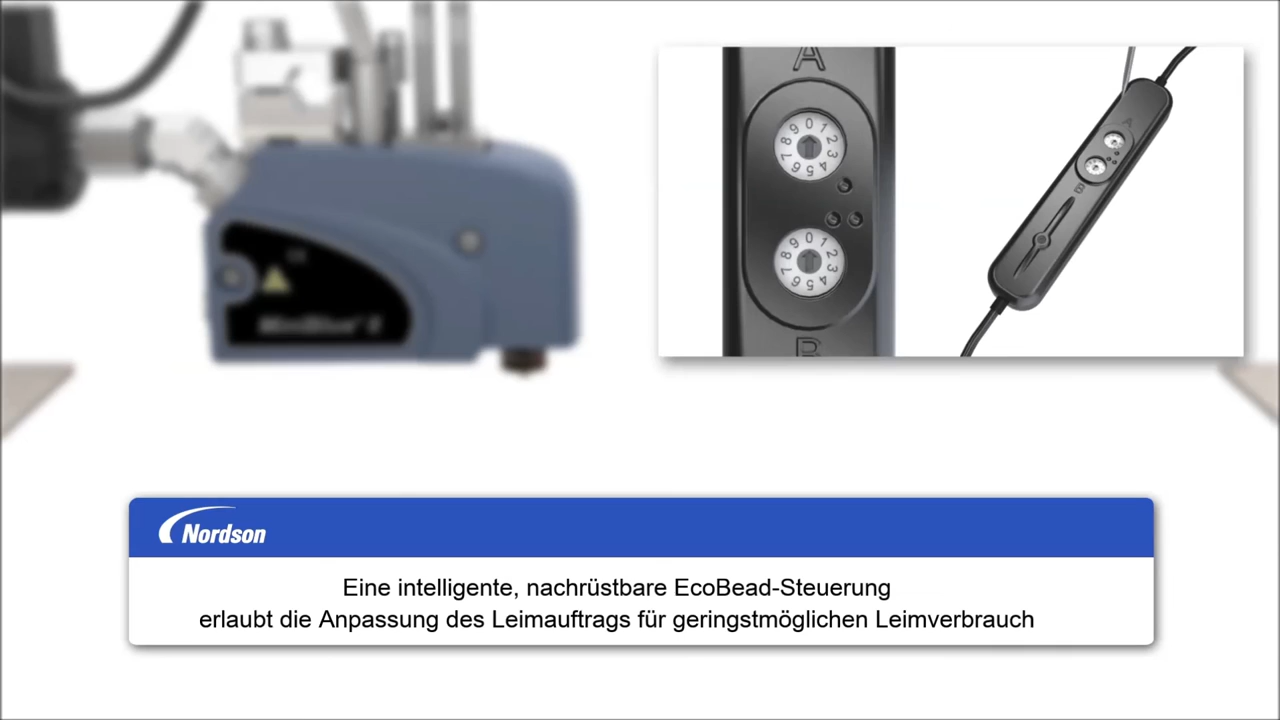 A
0 1 2 3 4 5 6 7 8 9
0 1 2 3 4 5 6 7 8 9
B
A
B
Nordson
Eine intelligente, nachrüstbare EcoBead-Steuerung
erlaubt die Anpassung des Leimauftrags für geringstmöglichen Leimverbrauch